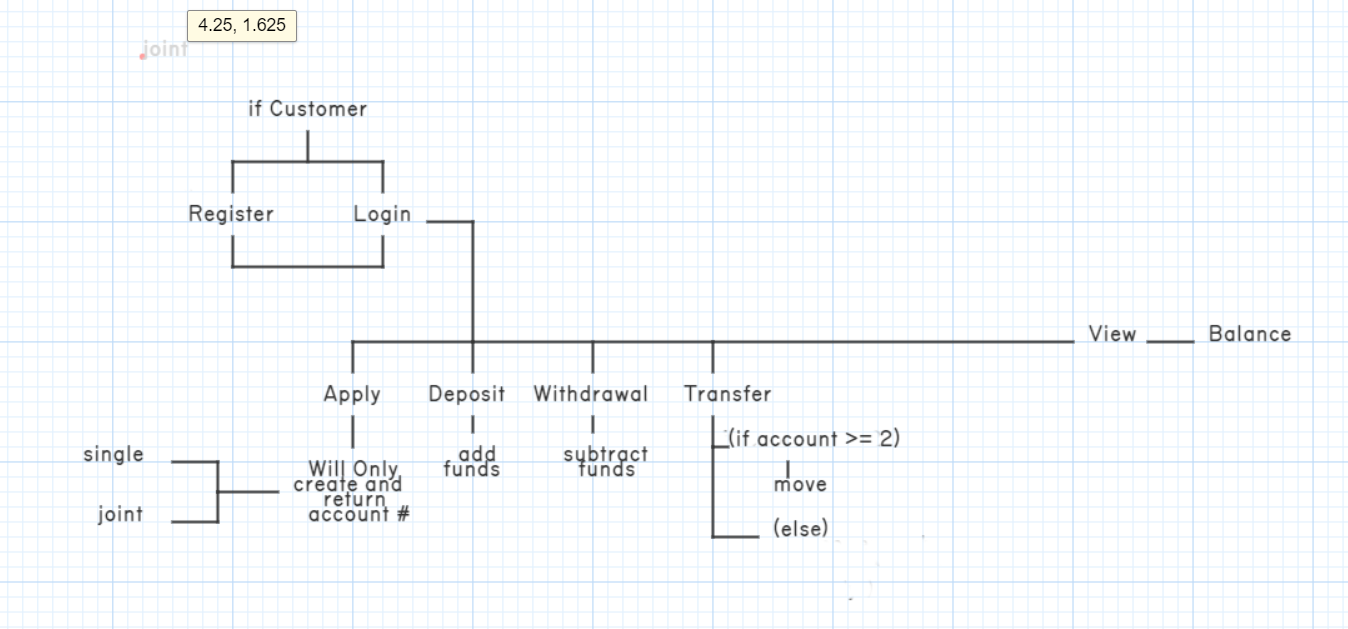 4.25, 1.625
joint
if Customer
Register
Login
View
Balance
Apply
Deposit
Withdrawal
Transfer
(if account >= 2)
single
add
funds
subtract
funds
Will Only
create and
return
account #
move
joint
(else)